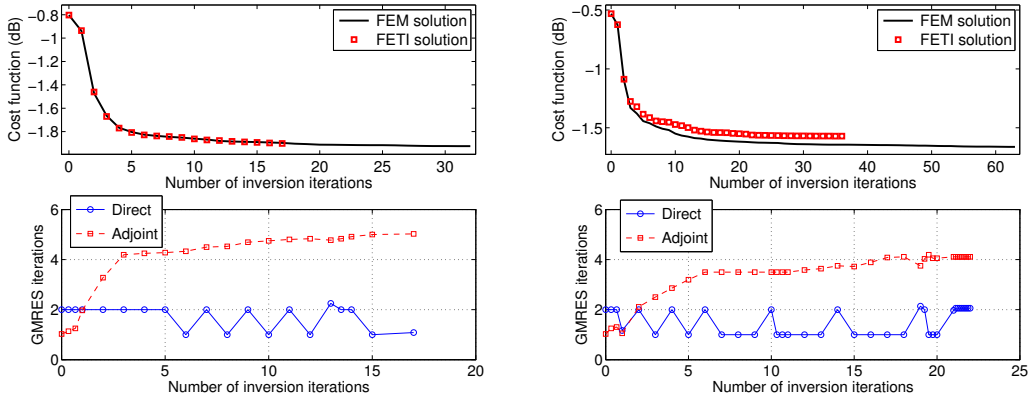 Cost function (dB)
−0.8
−1
−1.2
−1.4
−1.6
−1.8
FEM solution
FETI solution
0 5 10 15 20 25 30
Number of inversion iterations
Cost function (dB)
−0.5
−1
−1.5
FEM solution
FETI solution
0 10 20 30 40 50 60
Number of inversion iterations
GMRES iterations
6
4
2
0
Direct
Adjoint
0 5 10 15 20
Number of inversion iterations
GMRES iterations
6
4
2
0
Direct
Adjoint
0 5 10 15 20 25
Number of inversion iterations